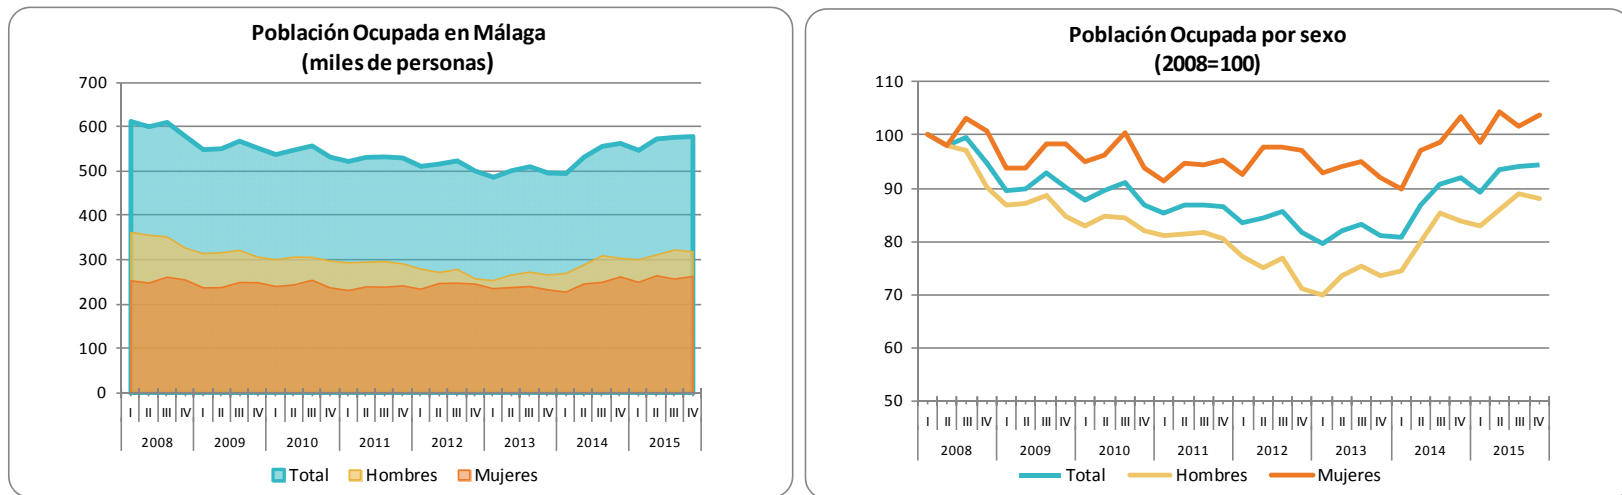 Población Ocupada en Málaga
(miles de personas)
700
600
500
400
300
200
100
0
I II III IV I II III IV I II III IV I II III IV I II III IV I II III IV I II III IV I II III IV
2008 2009 2010 2011 2012 2013 2014 2015
Total Hombres Mujeres
Población Ocupada por sexo
(2008=100)
110
100
90
80
70
60
50
I II III IV I II III IV I II III IV I II III IV I II III IV I II III IV I II III IV I II III IV
2008 2009 2010 2011 2012 2013 2014 2015
Total Hombres Mujeres